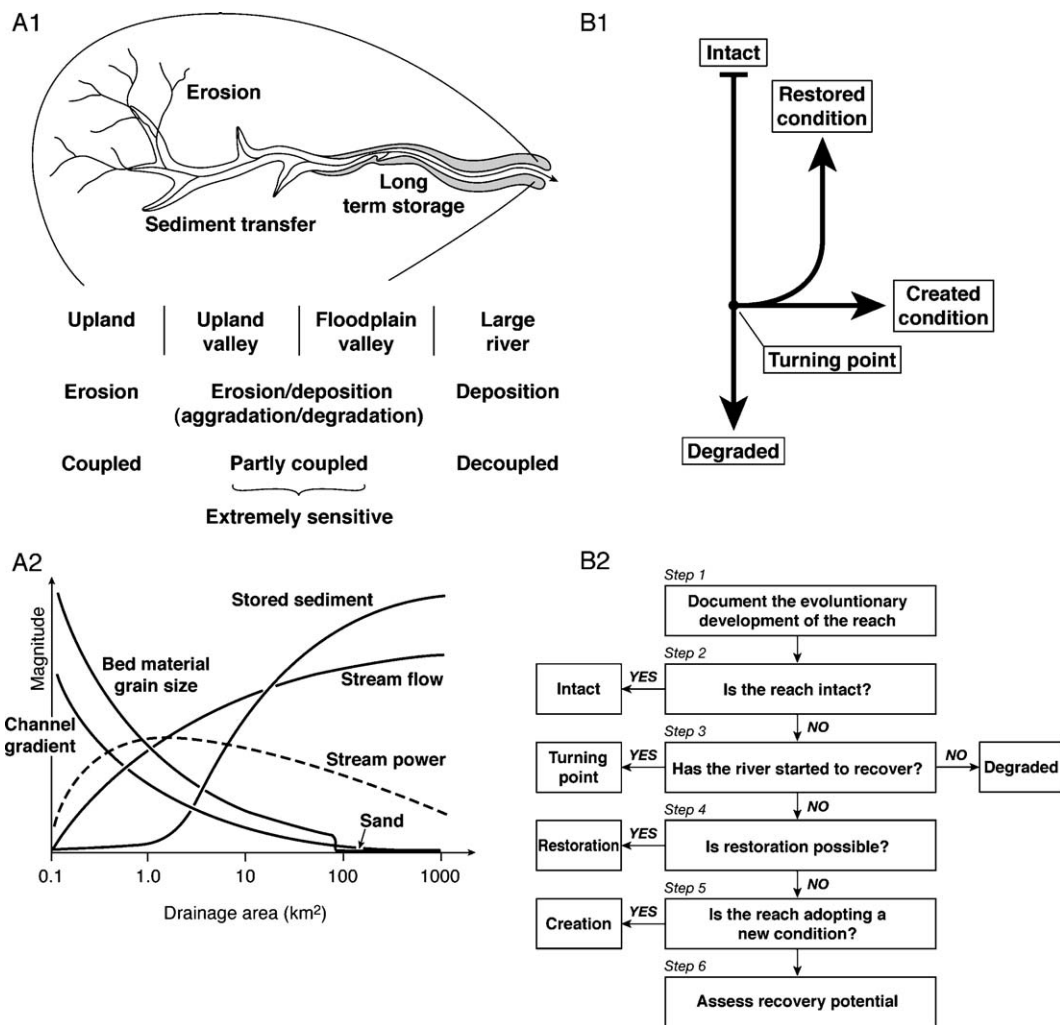 A1
Erosion
Sediment transfer
Long
term storage
Upland
Upland
valley
Floodplain
valley
Large
river
Erosion
Erosion/deposition
(aggradation/degradation)
Deposition
Coupled
Partly coupled
Decoupled
Extremely sensitive
B1
Intact
Restored
condition
Created
condition
Turning point
Degraded
A2
Magnitude
Stored sediment
Bed material
grain size
Stream flow
Channel
gradient
Stream power
Sand
0.1
1.0
10
100
1000
Drainage area (km²)
B2
Step 1
Document the evoluntionary
development of the reach
Step 2
Intact
YES
Is the reach intact?
NO
Step 3
Turning
point
YES
Has the river started to recover?
NO
Degraded
NO
Step 4
Restoration
YES
Is restoration possible?
NO
Step 5
Creation
YES
Is the reach adopting a
new condition?
Step 6
Assess recovery potential